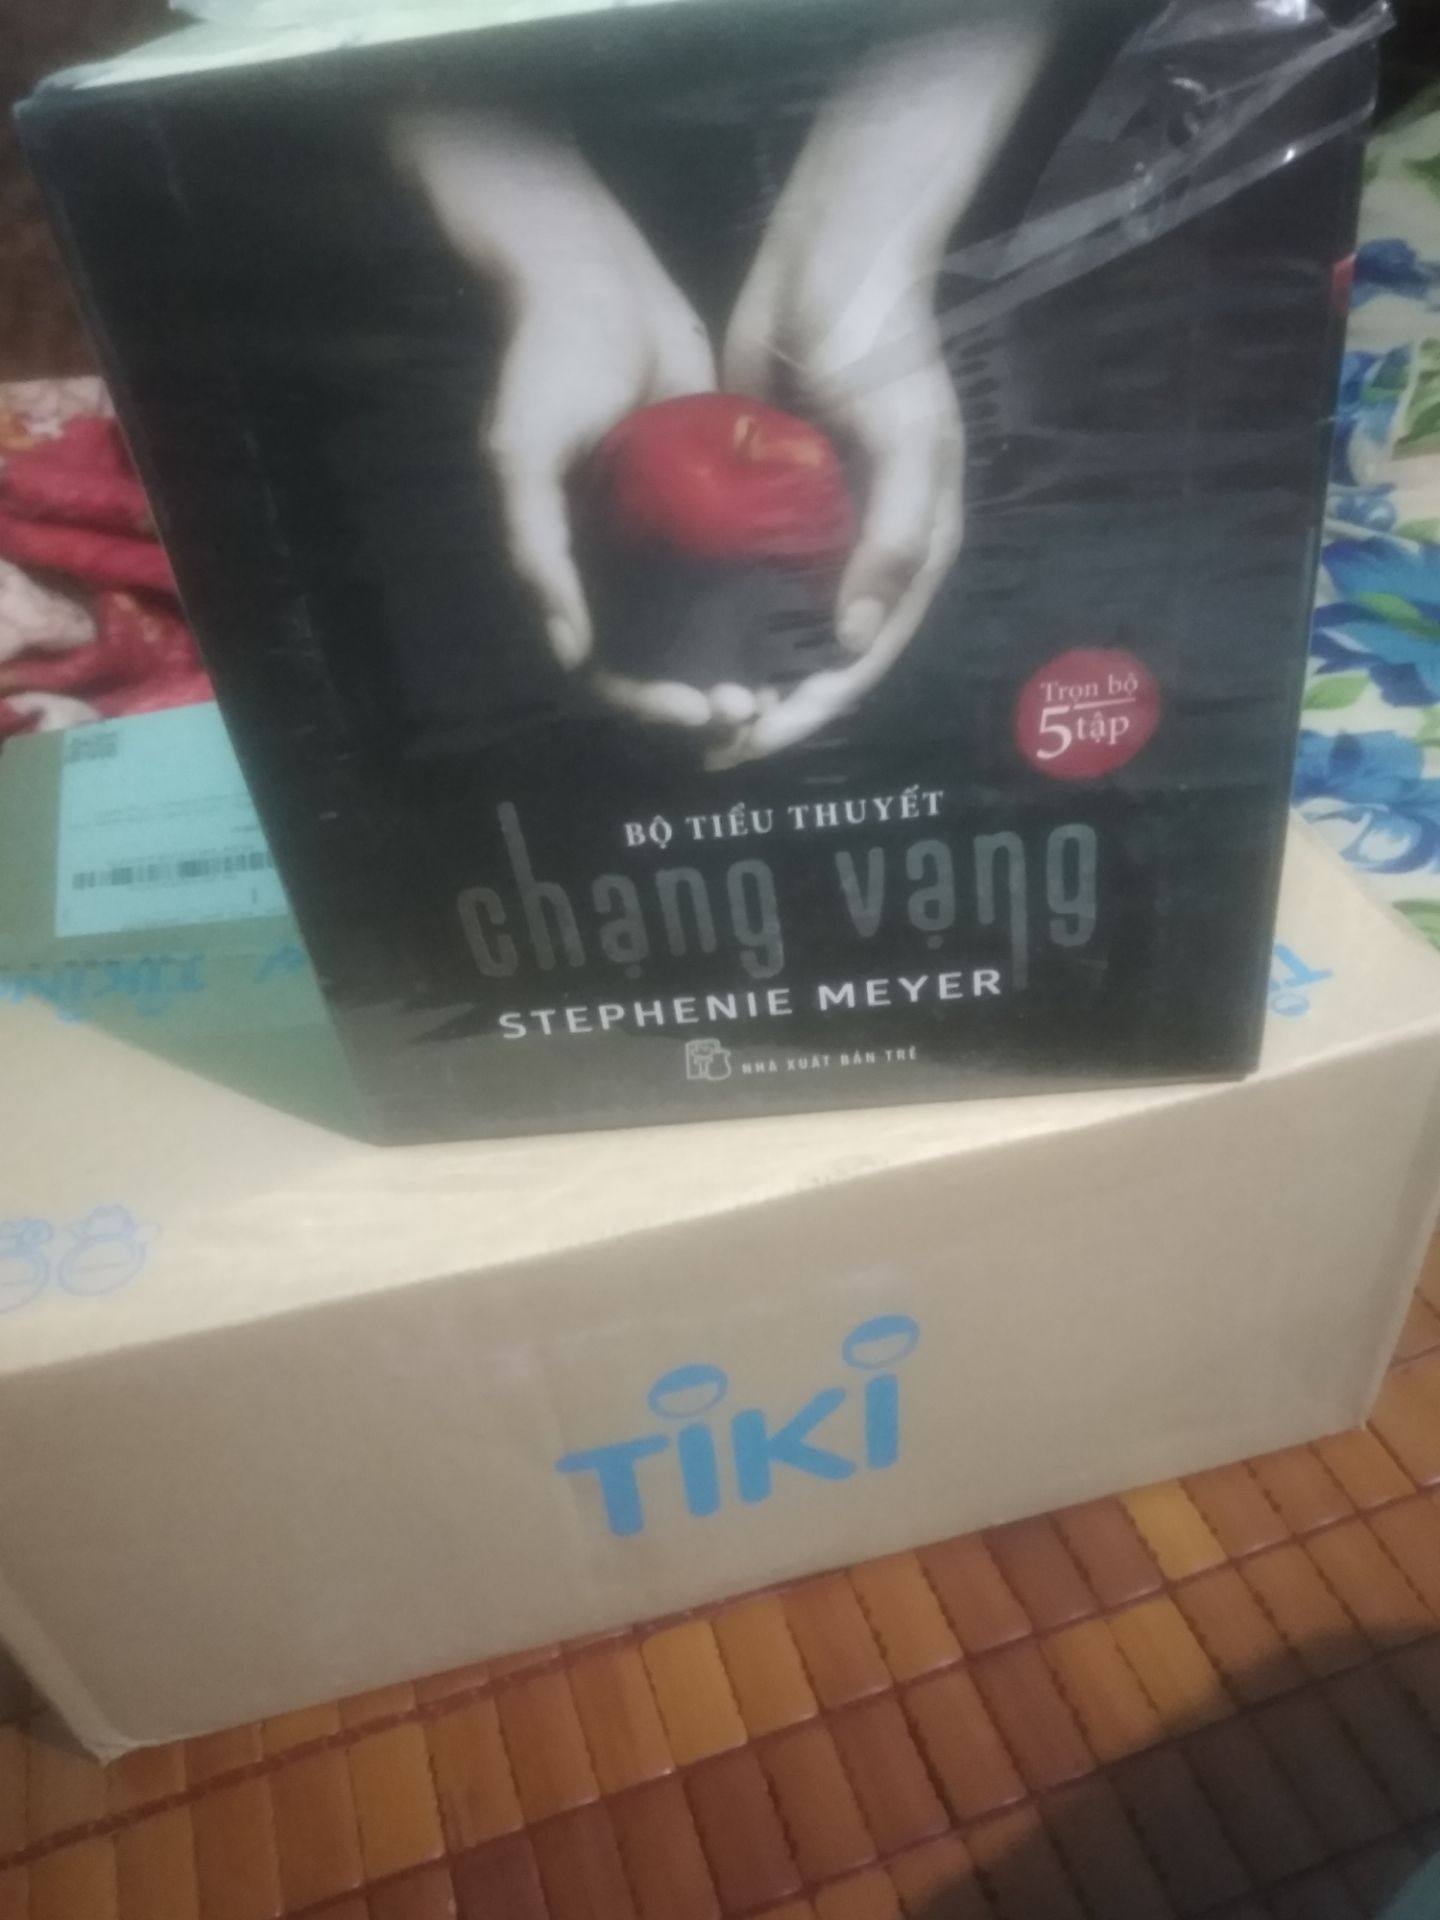 Trọn bộ
5 tập
BỘ TIỂU THUYẾT
chạng vạng
STEPHENIE MEYER
NHÀ XUẤT BẢN TRẺ
TIKI